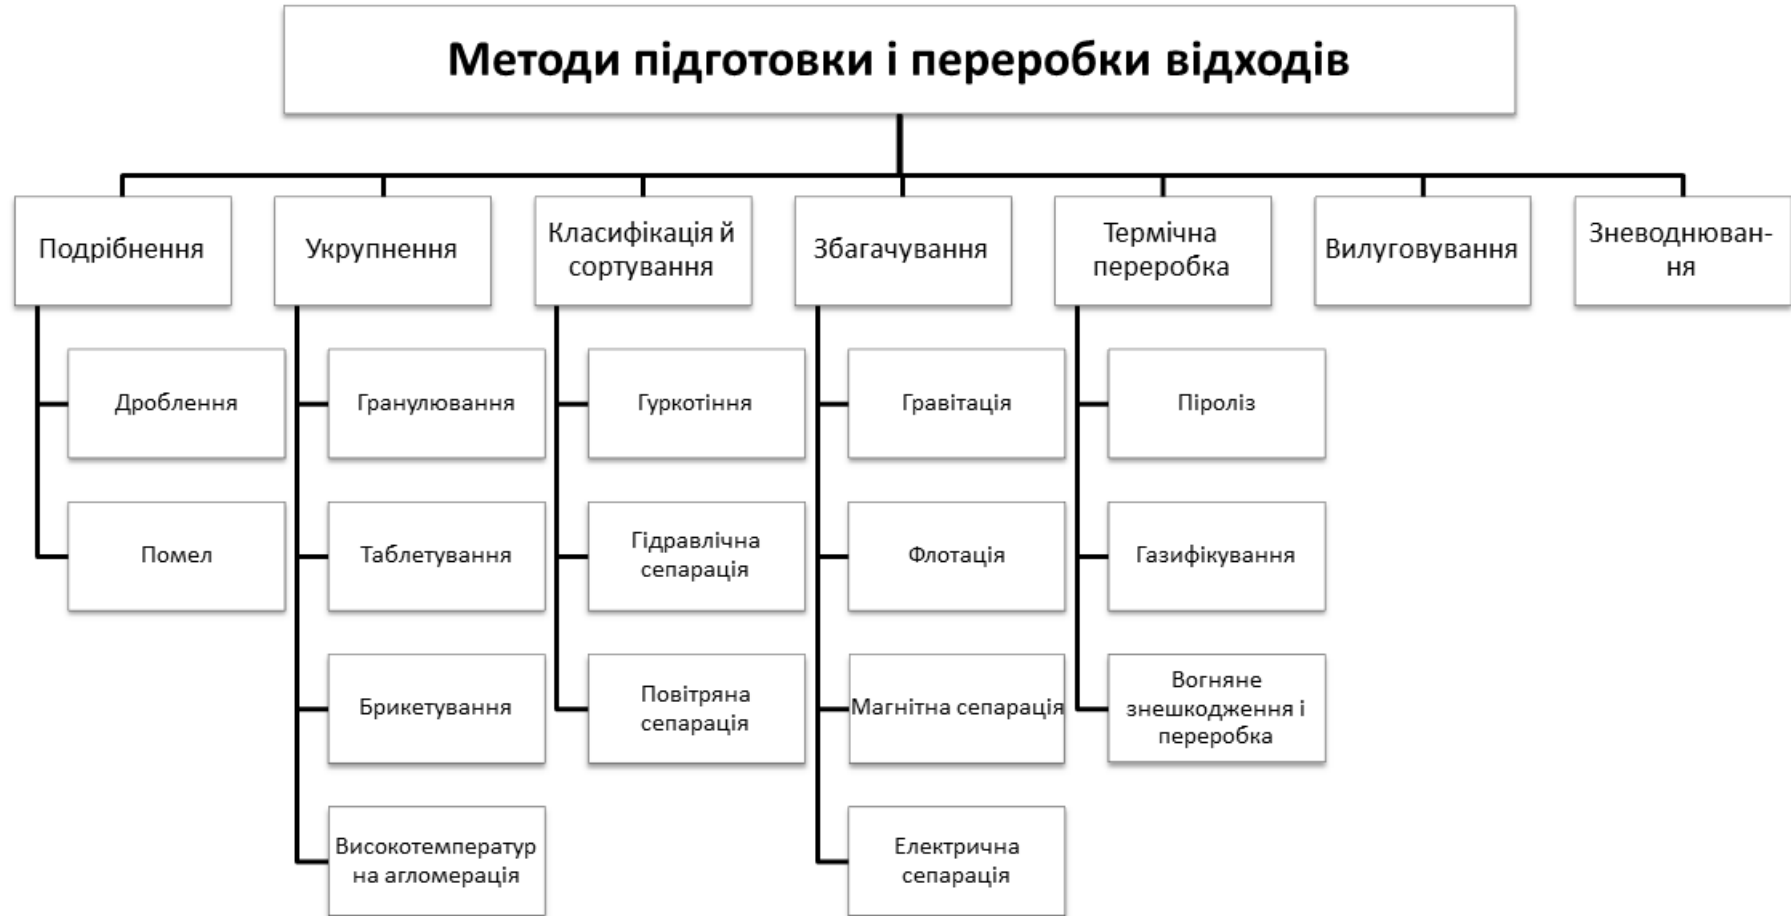 Методи підготовки і переробки відходів
Подрібнення
Укрупнення
Класифікація й
сортування
Збагачування
Термічна
переробка
Вилуговування
Зневоднюван-
ня
Дроблення
Гранулювання
Гуркотіння
Гравітація
Піроліз
Помел
Таблетування
Гідравлічна
сепарація
Флотація
Газифікування
Брикетування
Повітряна
сепарація
Магнітна сепарація
Вогняне
знешкодження і
переробка
Високотемператур
на агломерація
Електрична
сепарація